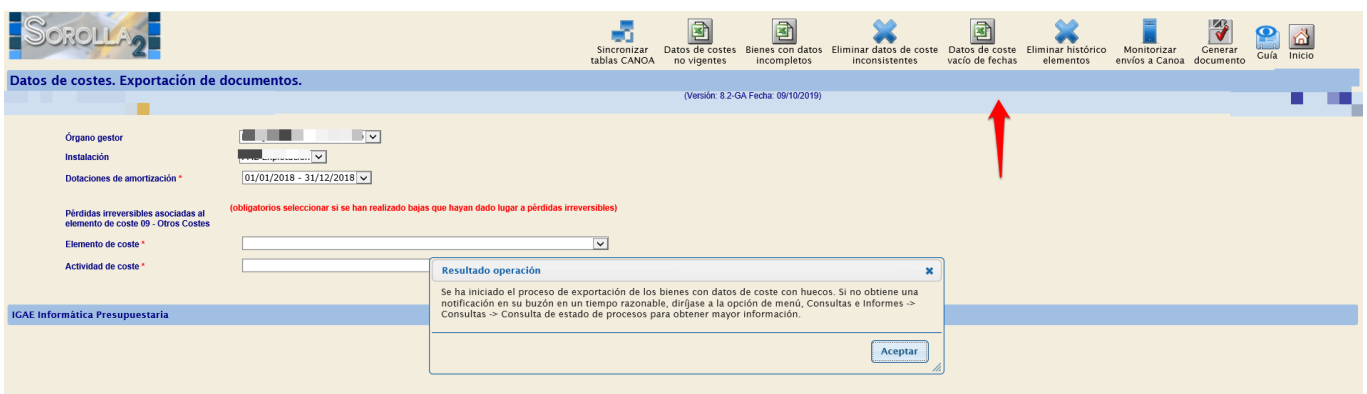 SOROLLA2
Sincronizar tablas CANOA
Datos de costes no vigentes
Bienes con datos incompletos
Eliminar datos de coste inconsistentes
Datos de coste vacío de fechas
Eliminar histórico elementos
Monitorizar envíos a Canoa
Generar documento
Guía
Inicio
Datos de costes. Exportación de documentos.
(Versión: 8.2-GA Fecha: 09/10/2019)
Órgano gestor
Instalación
Dotaciones de amortización *
01/01/2018 - 31/12/2018
Pérdidas irreversibles asociadas al
elemento de coste 09 - Otros Costes
(obligatorios seleccionar si se han realizado bajas que hayan dado lugar a pérdidas irreversibles)
Elemento de coste *
Actividad de coste *
Resultado operación
Se ha iniciado el proceso de exportación de los bienes con datos de coste con huecos. Si no obtiene una
notificación en su buzón en un tiempo razonable, diríjase a la opción de menú, Consultas e Informes ->
Consultas -> Consulta de estado de procesos para obtener mayor información.
Aceptar
IGAE Informática Presupuestaria